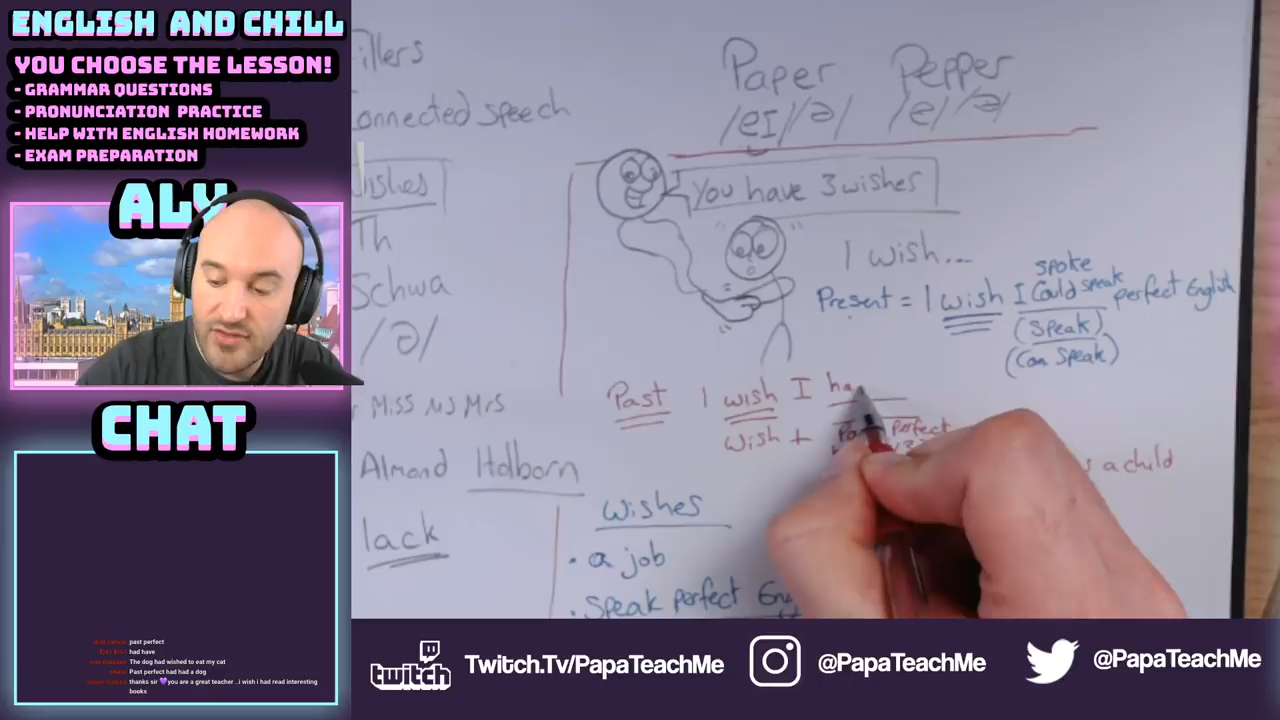 ENGLISH AND CHILL
YOU CHOOSE THE LESSON!
- GRAMMAR QUESTIONS
- PRONUNCIATION PRACTICE
- HELP WITH ENGLISH HOMEWORK
- EXAM PREPARATION
ALY
CHAT
past perfect
had have
The dog had wished to eat my cat
Past perfect had had a dog
thanks sir 💜you are a great teacher ..i wish i had read interesting
books
illers
onnected speech
ishes
Th
Schwa
/ə/
Miss Ms Mrs
Almond Holborn
lack
Paper Pepper
/eɪ/ /ə/ /e/ /ə/
You have 3 wishes
I wish...
spoke
Present = I wish I Could speak perfect English
(Speak)
(Can Speak)
Past I wish I ha
Wish + Perfect
a child
Wishes
• a job
• Speak perfect Eng
twitch
Twitch.Tv/PapaTeachMe
@PapaTeachMe
@PapaTeachMe